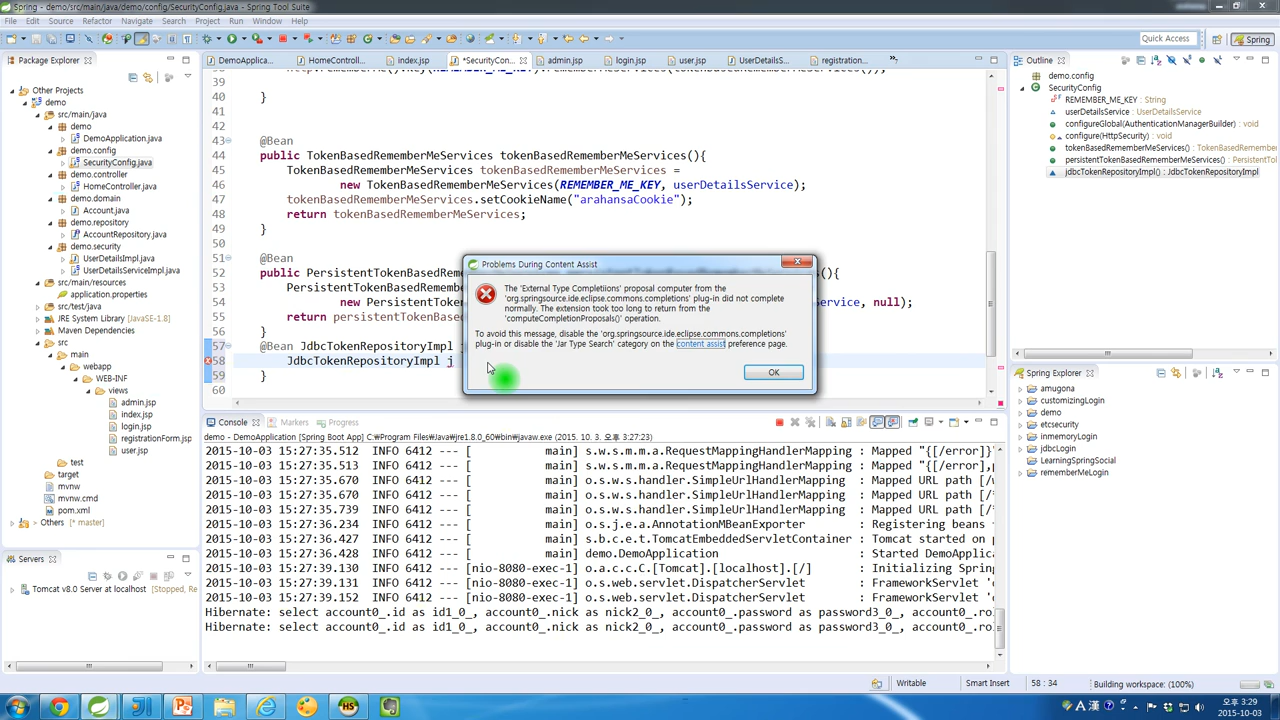 Spring - demo/src/main/java/demo/config/SecurityConfig.java - Spring Tool Suite
File Edit Source Refactor Navigate Search Project Run Window Help
Quick Access
Spring
Package Explorer
Other Projects
demo
src/main/java
demo
DemoApplication.java
demo.config
SecurityConfig.java
demo.controller
HomeController.java
demo.domain
Account.java
demo.repository
AccountRepository.java
demo.security
UserDetailsImpl.java
UserDetailsServiceImpl.java
src/main/resources
application.properties
src/test/java
JRE System Library [JavaSE-1.8]
Maven Dependencies
src
main
webapp
WEB-INF
views
admin.jsp
index.jsp
login.jsp
registrationForm.jsp
user.jsp
test
target
mvnw
mvnw.cmd
pom.xml
Others [* master]
Servers
Tomcat v8.0 Server at localhost [Stopped, Re
DemoApplica... HomeControll... index.jsp *SecurityCon... admin.jsp login.jsp user.jsp UserDetailsS... registration...
39
40 }
41
42
43 @Bean
44 public TokenBasedRememberMeServices tokenBasedRememberMeServices(){
45 TokenBasedRememberMeServices tokenBasedRememberMeServices =
46 new TokenBasedRememberMeServices(REMEMBER_ME_KEY, userDetailsService);
47 tokenBasedRememberMeServices.setCookieName("arahansaCookie");
48 return tokenBasedRememberMeServices;
49 }
50
51 @Bean
52 public PersistentTokenBasedRem
53 PersistentTokenBasedRemem
54 new PersistentTokenB
55 return persistentTokenBas
56 }
57 @Bean JdbcTokenRepositoryImpl
58 JdbcTokenRepositoryImpl j
59 }
60
ervices(){
ervice, null);
Problems During Content Assist
The 'External Type Completiions' proposal computer from the
'org.springsource.ide.eclipse.commons.completions' plug-in did not complete
normally. The extension took too long to return from the
'computeCompletionProposals()' operation.
To avoid this message, disable the 'org.springsource.ide.eclipse.commons.completions'
plug-in or disable the 'Jar Type Search' category on the content assist preference page.
OK
Outline
demo.config
SecurityConfig
REMEMBER_ME_KEY : String
userDetailsService : UserDetailsService
configureGlobal(AuthenticationManagerBuilder) : void
configure(HttpSecurity) : void
tokenBasedRememberMeServices() : TokenBasedRememb
persistentTokenBasedRememberMeServices() : PersistentTo
jdbcTokenRepositoryImpl() : JdbcTokenRepositoryImpl
Spring Explorer
amugona
customizingLogin
demo
etcsecurity
inmemoryLogin
jdbcLogin
LearningSpringSocial
rememberMeLogin
Console Markers Progress
demo - DemoApplication [Spring Boot App] C:₩Program Files₩Java₩jre1.8.0_60₩bin₩javaw.exe (2015. 10. 3. 오후 3:27:23)
2015-10-03 15:27:35.512 INFO 6412 --- [ main] s.w.s.m.m.a.RequestMappingHandlerMapping : Mapped "{[/error]}"
2015-10-03 15:27:35.513 INFO 6412 --- [ main] s.w.s.m.m.a.RequestMappingHandlerMapping : Mapped "{[/error],p
2015-10-03 15:27:35.670 INFO 6412 --- [ main] o.s.w.s.handler.SimpleUrlHandlerMapping : Mapped URL path [/w
2015-10-03 15:27:35.670 INFO 6412 --- [ main] o.s.w.s.handler.SimpleUrlHandlerMapping : Mapped URL path [/*
2015-10-03 15:27:35.767 INFO 6412 --- [ main] o.s.w.s.handler.SimpleUrlHandlerMapping : Mapped URL path [/*
2015-10-03 15:27:36.234 INFO 6412 --- [ main] o.s.j.e.a.AnnotationMBeanExporter : Registering beans f
2015-10-03 15:27:36.428 INFO 6412 --- [ main] s.b.c.e.t.TomcatEmbeddedServletContainer : Tomcat started on p
2015-10-03 15:27:36.428 INFO 6412 --- [ main] demo.DemoApplication : Started DemoApplica
2015-10-03 15:27:39.131 INFO 6412 --- [nio-8080-exec-1] o.a.c.c.C.[Tomcat].[localhost].[/] : Initializing Spring
2015-10-03 15:27:39.131 INFO 6412 --- [nio-8080-exec-1] o.s.web.servlet.DispatcherServlet : FrameworkServlet 'd
2015-10-03 15:27:39.152 INFO 6412 --- [nio-8080-exec-1] o.s.web.servlet.DispatcherServlet : FrameworkServlet 'd
Hibernate: select account0_.id as id1_0_, account0_.nick as nick2_0_, account0_.password as password3_0_, account0_.ro
Hibernate: select account0_.id as id1_0_, account0_.nick as nick2_0_, account0_.password as password3_0_, account0_.ro
Writable Smart Insert 58 : 34 Building workspace: (100%)
A 漢
오후 3:29
2015-10-03